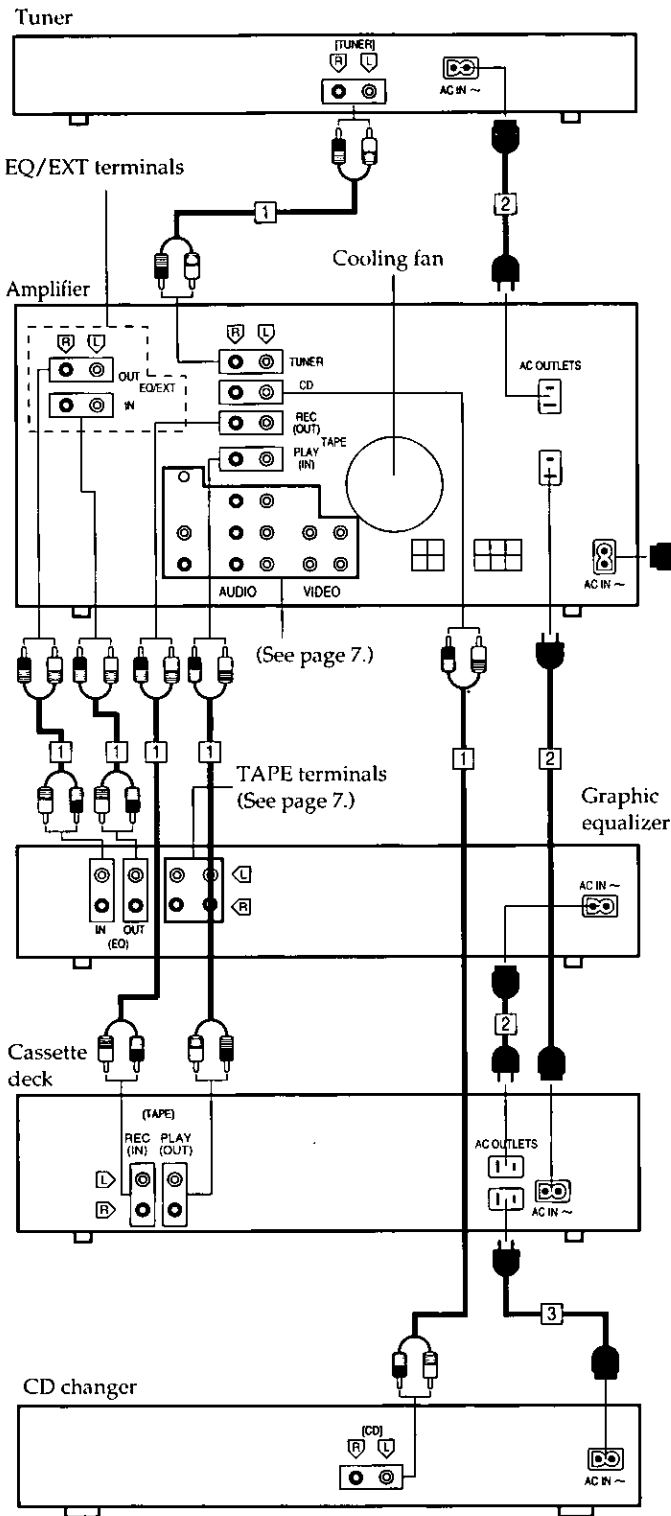 Tuner
[TUNER]
R L
AC IN ~
EQ/EXT terminals
1
2
Cooling fan
Amplifier
R L
R L
OUT
EQ/EXT
IN
TUNER
CD
REC
(OUT)
TAPE
PLAY
(IN)
AC OUTLETS
AUDIO VIDEO
AC IN ~
(See page 7.)
1 1 1 1 1 2
TAPE terminals
(See page 7.)
Graphic
equalizer
L
R
IN OUT
(EQ)
AC IN ~
2
Cassette
deck
(TAPE)
REC PLAY
(IN) (OUT)
L
R
AC OUTLETS
AC IN ~
3
CD changer
[CD]
R L
AC IN ~